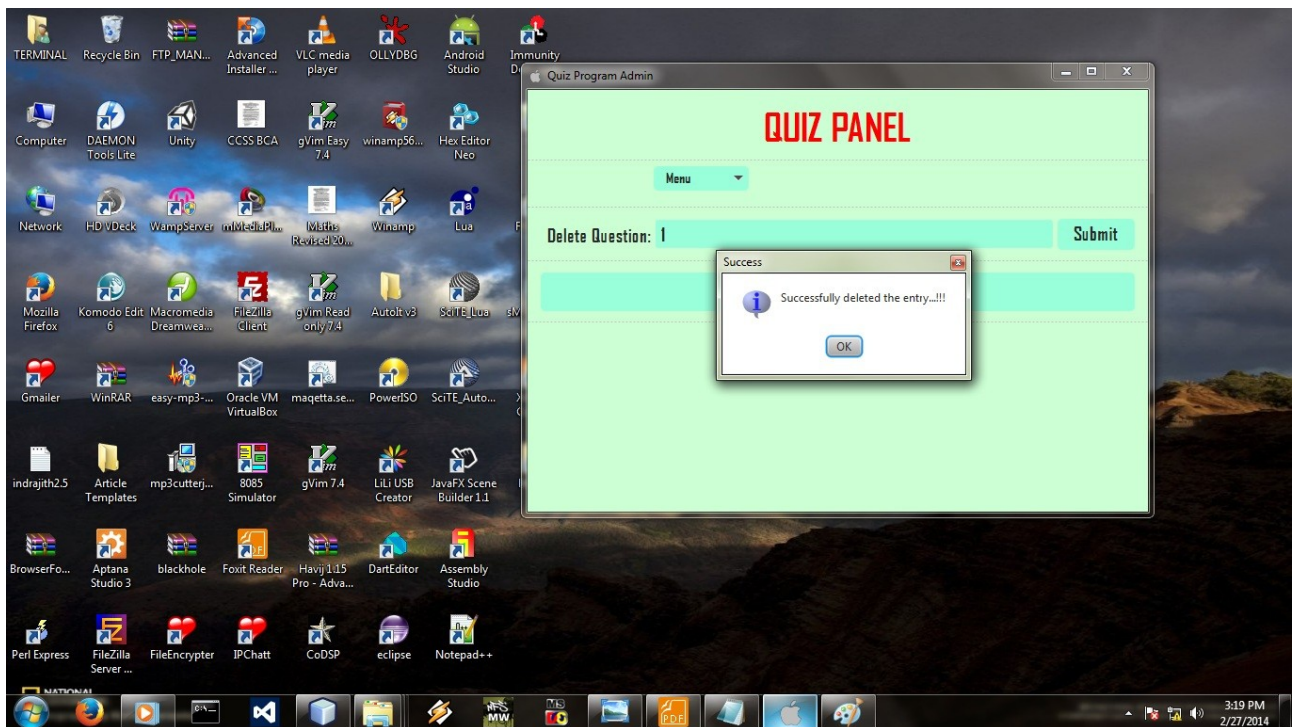 TERMINAL
Recycle Bin
FTP_MAN...
Advanced
Installer ...
VLC media
player
OLLYDBG
Android
Studio
Immunity
Computer
DAEMON
Tools Lite
Unity
CCSS BCA
gVim Easy
7.4
winamp56...
Hex Editor
Neo
Network
HD VDeck
WampServer
mMediaPl...
Maths
Revised 20...
Winamp
Lua
Mozilla
Firefox
Komodo Edit
6
Macromedia
Dreamwea...
FileZilla
Client
gVim Read
only 7.4
AutoIt v3
SciTE_Lua
Gmailer
WinRAR
easy-mp3-...
Oracle VM
VirtualBox
maqetta.se...
PowerISO
SciTE_Auto...
indrajith2.5
Article
Templates
mp3cutterj...
8085
Simulator
gVim 7.4
LiLi USB
Creator
JavaFX Scene
Builder 1.1
BrowserFo...
Aptana
Studio 3
blackhole
Foxit Reader
Havij 1.15
Pro - Adva...
DartEditor
Assembly
Studio
Perl Express
FileZilla
Server ...
FileEncrypter
IPChatt
CoDSP
eclipse
Notepad++
Quiz Program Admin
QUIZ PANEL
Menu
Delete Question: 1
Submit
Success
Successfully deleted the entry...!!!
OK
3:19 PM
2/27/2014